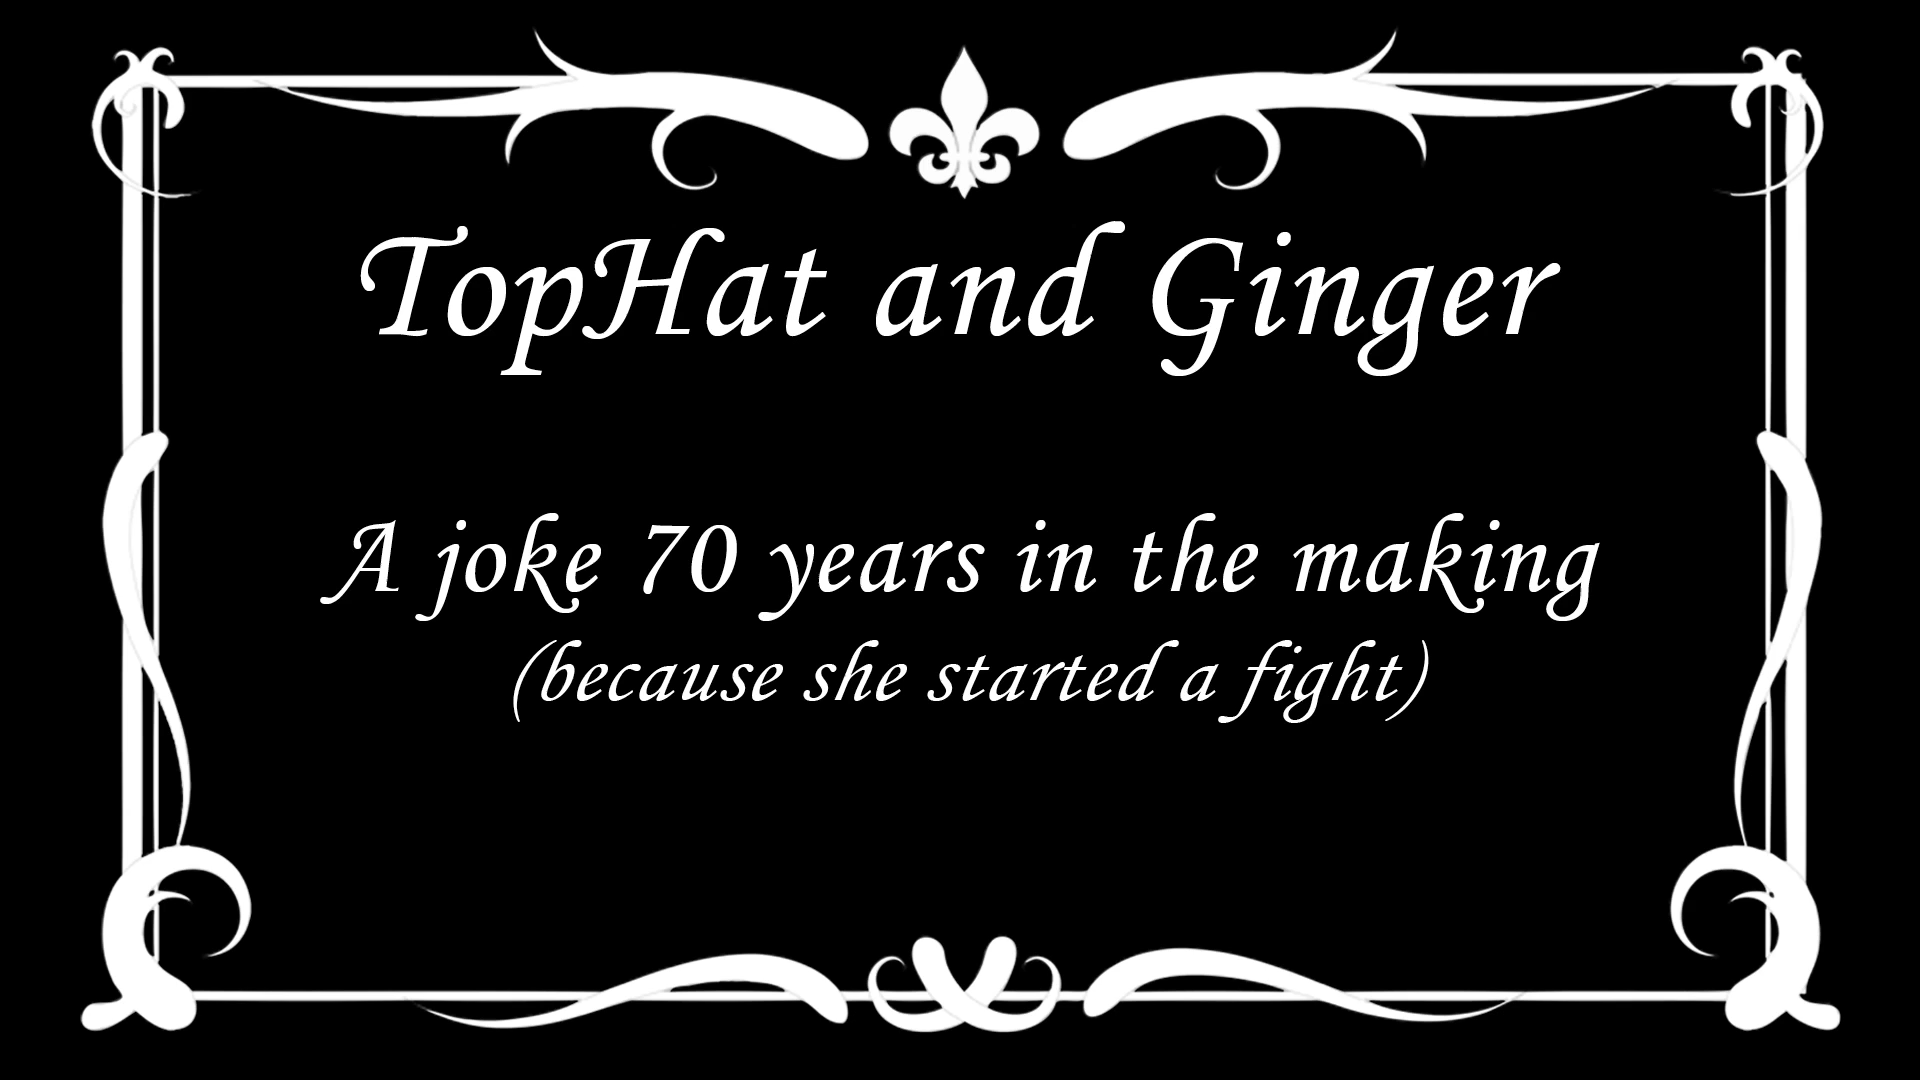 TopHat and Ginger
A joke 70 years in the making
(because she started a fight)